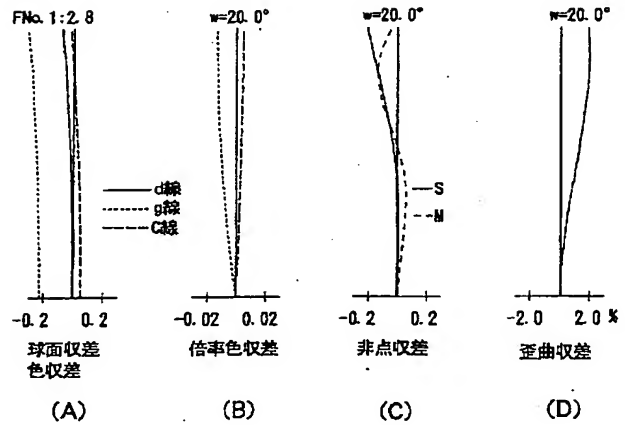 FNo. 1:2.8
w=20.0°
w=20.0°
w=20.0°
d線
g線
C線
S
M
-0.2 0.2
-0.02 0.02
-0.2 0.2
-2.0 2.0 %
球面収差
色収差
倍率色収差
非点収差
歪曲収差
(A)
(B)
(C)
(D)